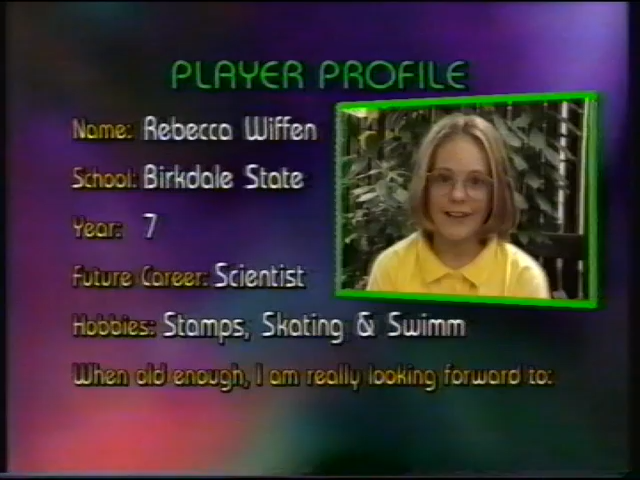 PLAYER PROFILE
Name: Rebecca Wiffen
School: Birkdale State
Year: 7
Future Career: Scientist
Hobbies: Stamps, Skating & Swimm
When old enough, I am really looking forward to: